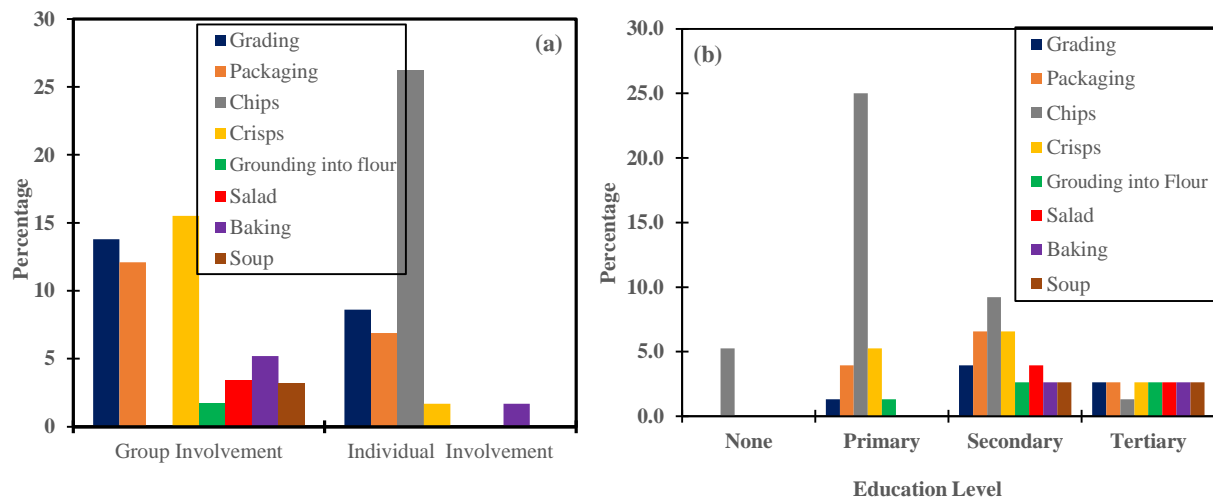 30
25
20
15
10
5
0
Percentage
(a)
Grading
Packaging
Chips
Crisps
Grounding into flour
Salad
Baking
Soup
Group Involvement
Individual Involvement
30.0
25.0
20.0
15.0
10.0
5.0
0.0
Percentage
(b)
Grading
Packaging
Chips
Crisps
Grouding into Flour
Salad
Baking
Soup
None
Primary
Secondary
Tertiary
Education Level